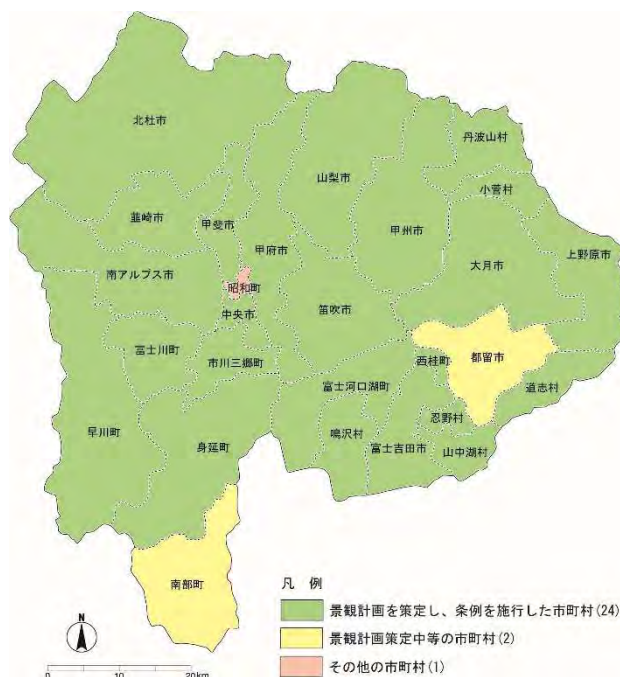 北杜市
丹波山村
山梨市
小菅村
韮崎市
甲斐市
甲州市
甲府市
上野原市
大月市
南アルプス市
昭和町
笛吹市
中央市
富士川町
市川三郷町
西桂町
都留市
富士河口湖町
道志村
忍野村
早川町
鳴沢村
身延町
富士吉田市
山中湖村
南部町
凡 例
景観計画を策定し、条例を施行した市町村(24)
景観計画策定中等の市町村(2)
その他の市町村(1)
N
0 10 20km